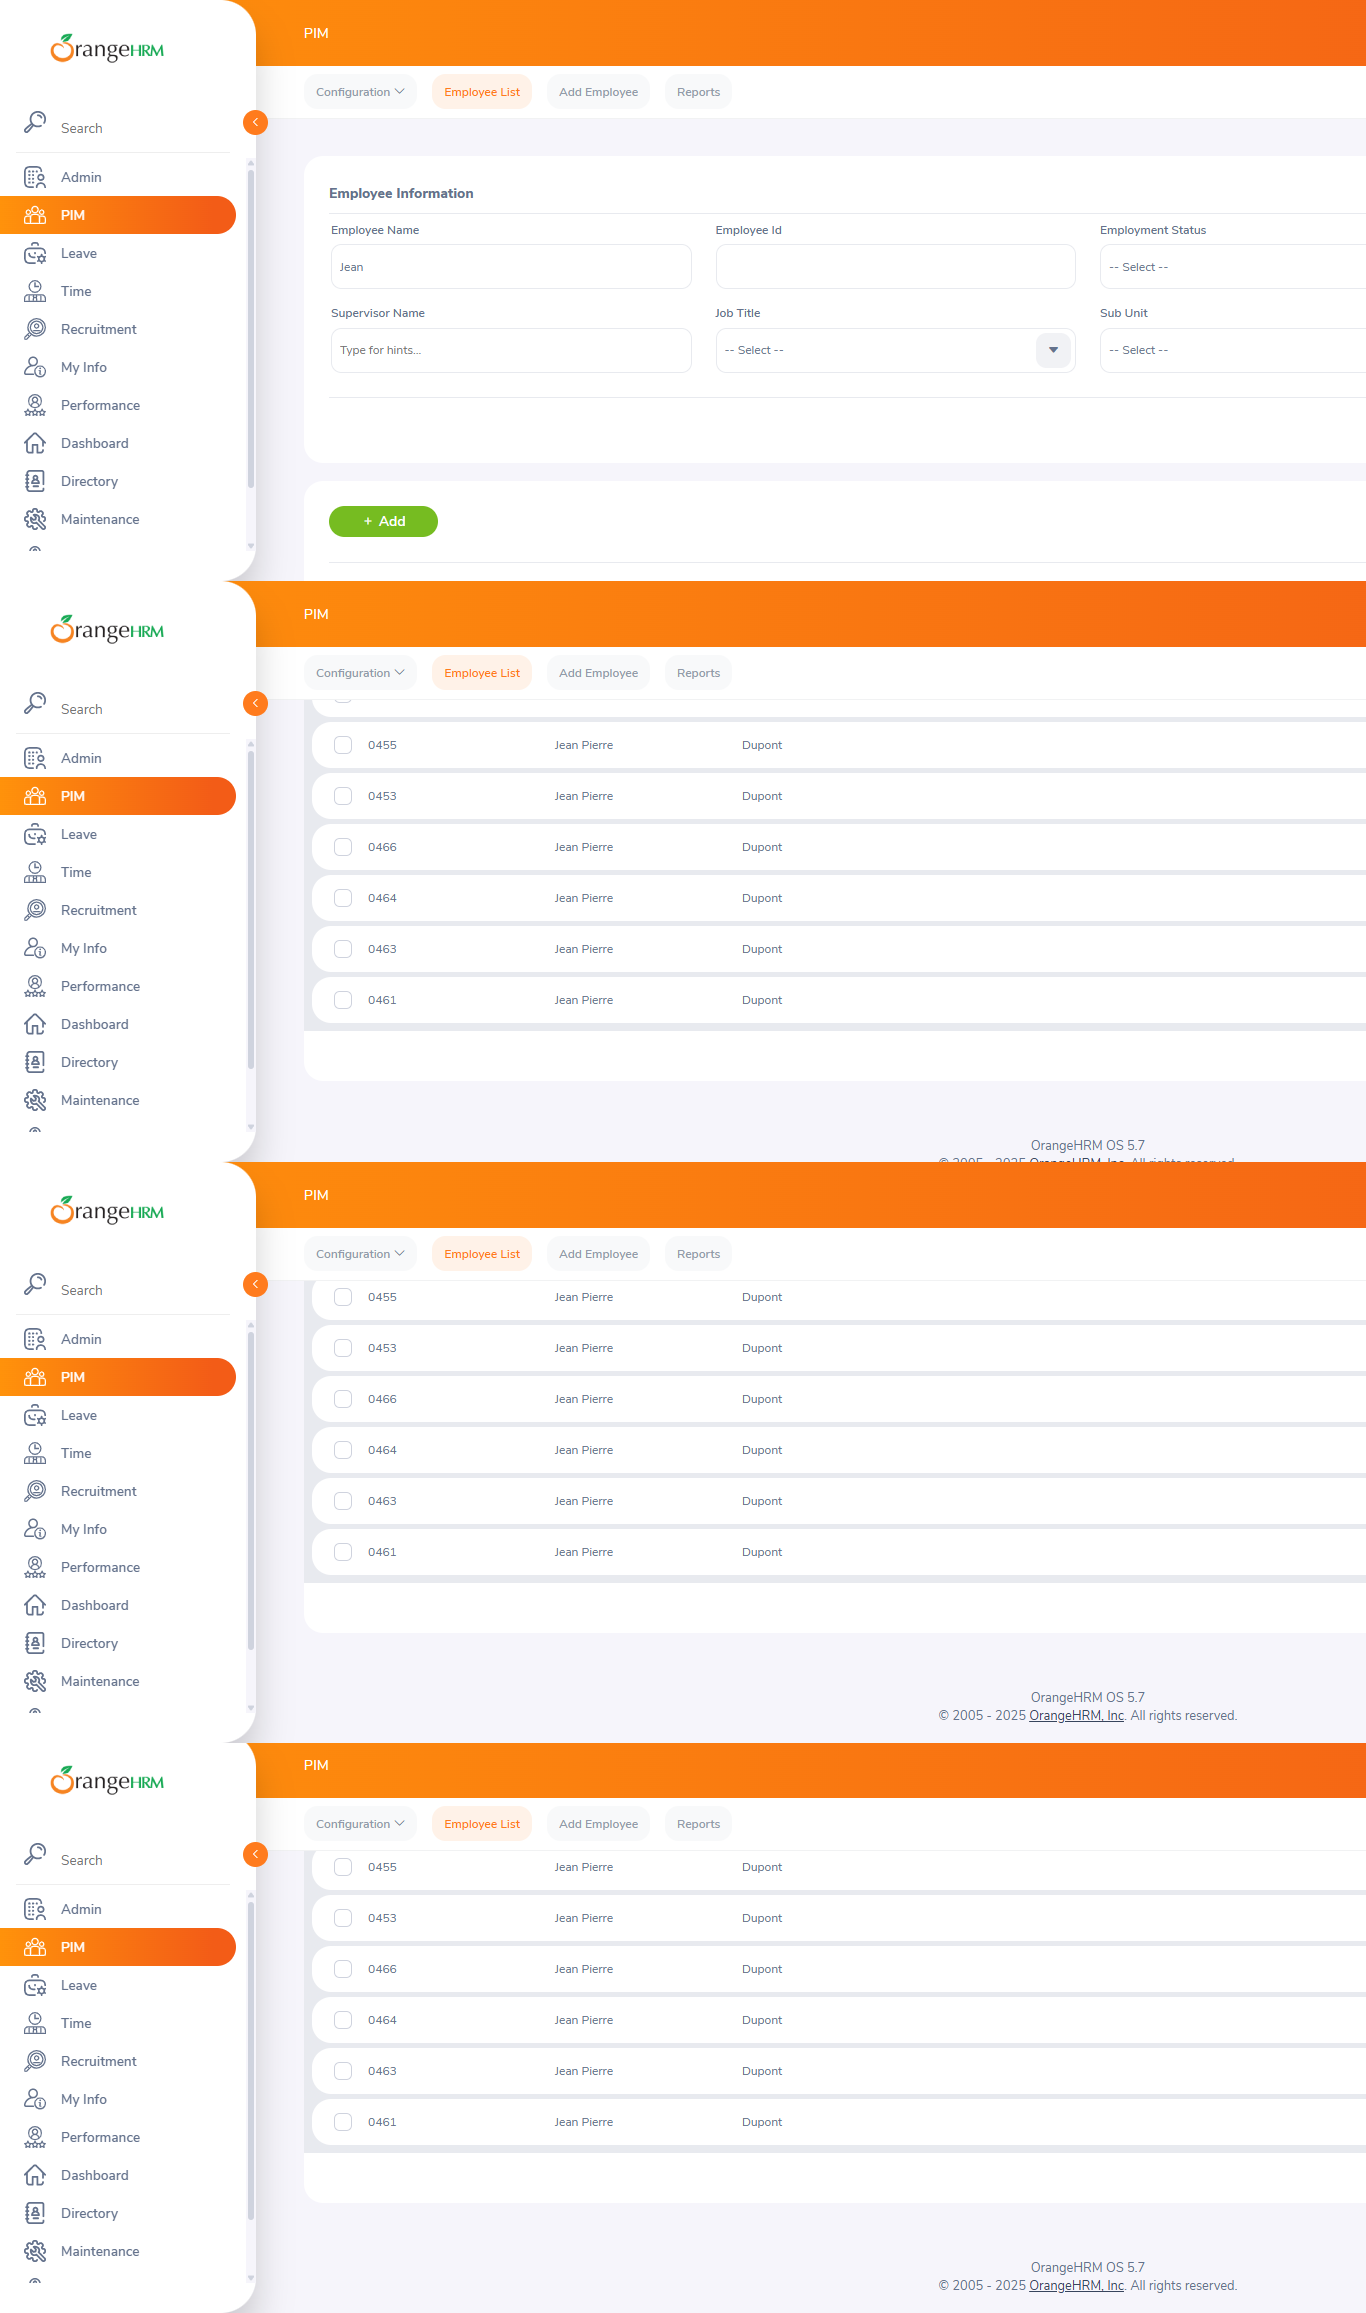 OrangeHRM
PIM
Configuration
Employee List
Add Employee
Reports
Search
Admin
PIM
Leave
Time
Recruitment
My Info
Performance
Dashboard
Directory
Maintenance
Employee Information
Employee Name
Employee Id
Employment Status
Jean
-- Select --
Supervisor Name
Job Title
Sub Unit
Type for hints...
-- Select --
-- Select --
+ Add
OrangeHRM
PIM
Configuration
Employee List
Add Employee
Reports
Search
Admin
PIM
Leave
Time
Recruitment
My Info
Performance
Dashboard
Directory
Maintenance
0455 Jean Pierre Dupont
0453 Jean Pierre Dupont
0466 Jean Pierre Dupont
0464 Jean Pierre Dupont
0463 Jean Pierre Dupont
0461 Jean Pierre Dupont
OrangeHRM OS 5.7
© 2005 - 2025 OrangeHRM, Inc. All rights reserved.
OrangeHRM
PIM
Configuration
Employee List
Add Employee
Reports
Search
Admin
PIM
Leave
Time
Recruitment
My Info
Performance
Dashboard
Directory
Maintenance
0455 Jean Pierre Dupont
0453 Jean Pierre Dupont
0466 Jean Pierre Dupont
0464 Jean Pierre Dupont
0463 Jean Pierre Dupont
0461 Jean Pierre Dupont
OrangeHRM OS 5.7
© 2005 - 2025 OrangeHRM, Inc. All rights reserved.
OrangeHRM
PIM
Configuration
Employee List
Add Employee
Reports
Search
Admin
PIM
Leave
Time
Recruitment
My Info
Performance
Dashboard
Directory
Maintenance
0455 Jean Pierre Dupont
0453 Jean Pierre Dupont
0466 Jean Pierre Dupont
0464 Jean Pierre Dupont
0463 Jean Pierre Dupont
0461 Jean Pierre Dupont
OrangeHRM OS 5.7
© 2005 - 2025 OrangeHRM, Inc. All rights reserved.